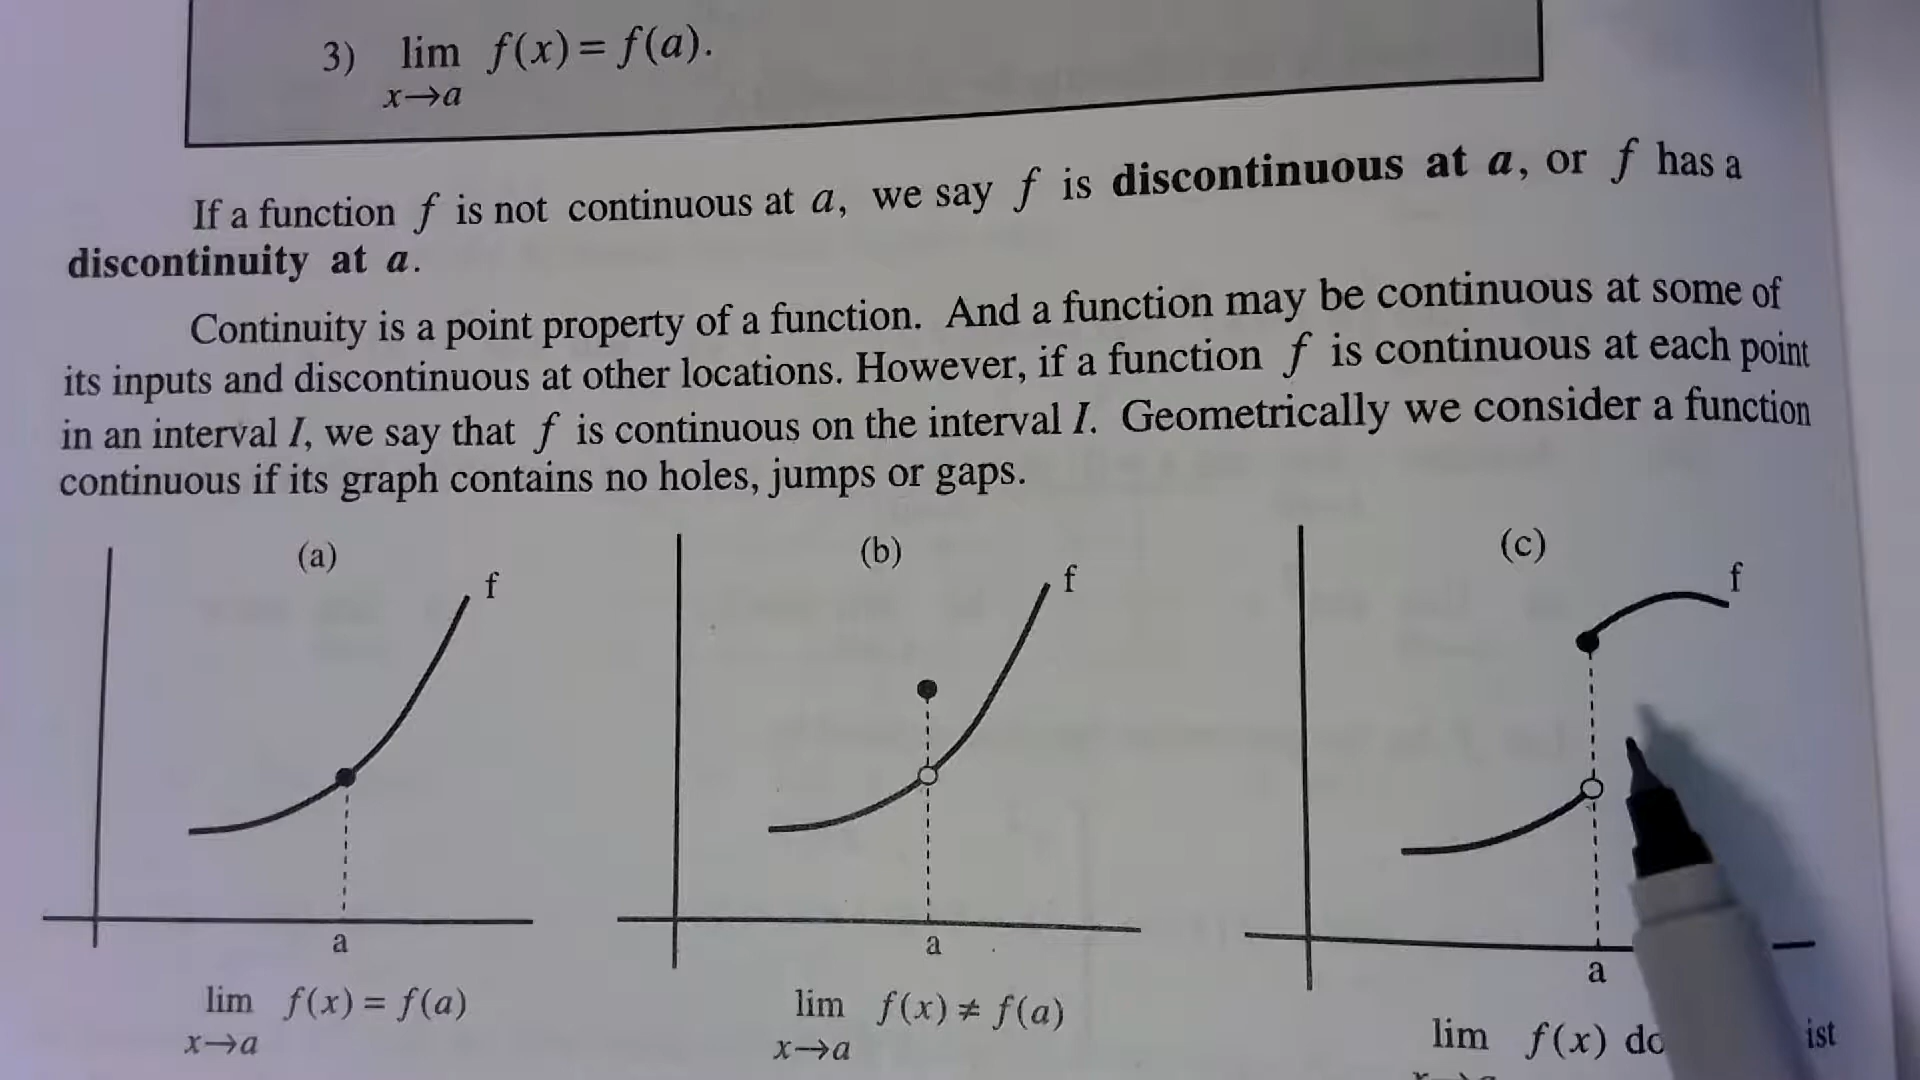 3) lim f(x) = f(a).
x→a
If a function f is not continuous at a, we say f is discontinuous at a, or f has a
discontinuity at a.
Continuity is a point property of a function. And a function may be continuous at some of
its inputs and discontinuous at other locations. However, if a function f is continuous at each point
in an interval I, we say that f is continuous on the interval I. Geometrically we consider a function
continuous if its graph contains no holes, jumps or gaps.
(a) (b) (c)
f f f
a a a
lim f(x) = f(a) lim f(x) ≠ f(a) lim f(x)
x→a x→a